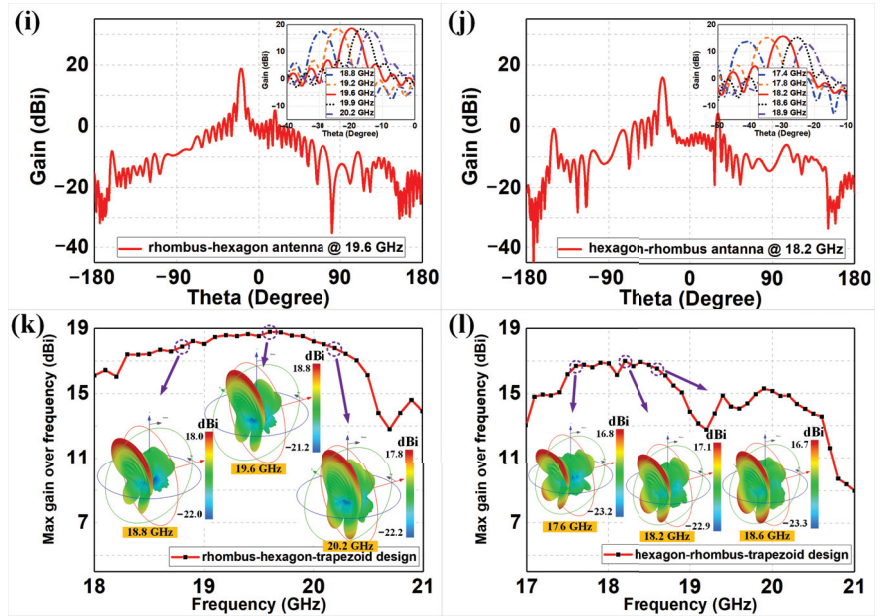 (i)
Gain (dBi)
20
0
−20
−40
−180
−90
0
90
180
Theta (Degree)
rhombus-hexagon antenna @ 19.6 GHz
Gain (dBi)
20
10
0
−10
−40
−30
−20
−10
0
Theta (Degree)
18.8 GHz
19.2 GHz
19.6 GHz
19.9 GHz
20.2 GHz
(j)
Gain (dBi)
20
0
−20
−40
−180
−90
0
90
180
Theta (Degree)
hexagon-rhombus antanna @ 18.2 GHz
Gain (dBi)
20
10
0
−10
−50
−40
−30
−20
−10
Theta (Degree)
17.4 GHz
17.8 GHz
18.2 GHz
18.6 GHz
18.9 GHz
(k)
Max gain over frequency (dBi)
19
15
11
7
18
19
20
21
Frequency (GHz)
rhombus-hexagon-trapezoid design
dBi
18.0
−22.0
18.8 GHz
dBi
18.8
−21.2
19.6 GHz
dBi
17.8
−22.2
20.2 GHz
(l)
Max gain over frequency (dBi)
19
15
11
7
17
18
19
20
21
Frequency (GHz)
hexagon-rhombus-trapezoid design
dBi
16.8
−23.2
17.6 GHz
dBi
17.1
−22.9
18.2 GHz
dBi
16.7
−23.3
18.6 GHz